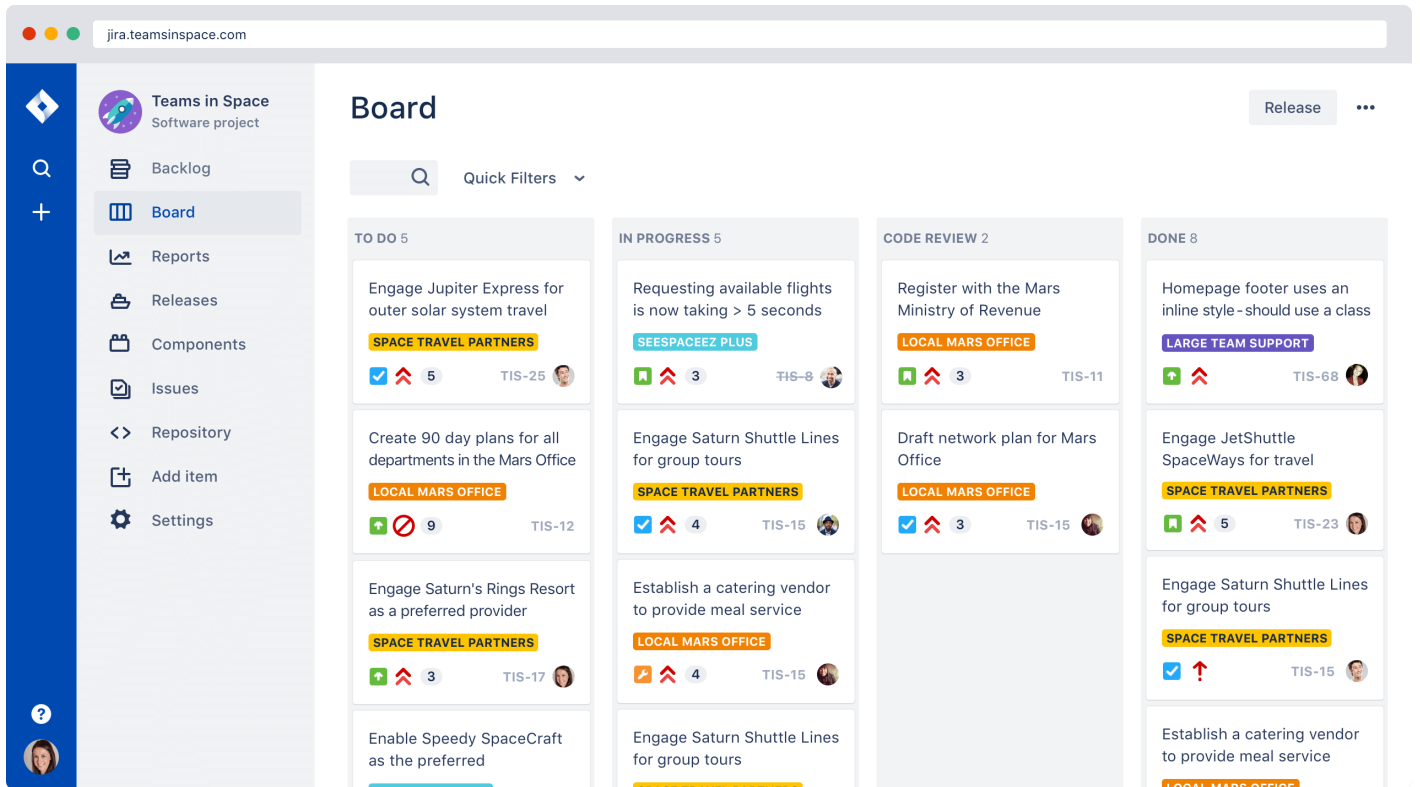 jira.teamsinspace.com
Teams in Space
Software project
Backlog
Board
Reports
Releases
Components
Issues
Repository
Add item
Settings
?
Board
Release
Quick Filters
TO DO 5
Engage Jupiter Express for
outer solar system travel
SPACE TRAVEL PARTNERS
5 TIS-25
Create 90 day plans for all
departments in the Mars Office
LOCAL MARS OFFICE
9 TIS-12
Engage Saturn's Rings Resort
as a preferred provider
SPACE TRAVEL PARTNERS
3 TIS-17
Enable Speedy SpaceCraft
as the preferred
IN PROGRESS 5
Requesting available flights
is now taking > 5 seconds
SEESPACEEZ PLUS
3 TIS-8
Engage Saturn Shuttle Lines
for group tours
SPACE TRAVEL PARTNERS
4 TIS-15
Establish a catering vendor
to provide meal service
LOCAL MARS OFFICE
4 TIS-15
Engage Saturn Shuttle Lines
for group tours
SPACE TRAVEL PARTNERS
CODE REVIEW 2
Register with the Mars
Ministry of Revenue
LOCAL MARS OFFICE
3 TIS-11
Draft network plan for Mars
Office
LOCAL MARS OFFICE
3 TIS-15
DONE 8
Homepage footer uses an
inline style-should use a class
LARGE TEAM SUPPORT
TIS-68
Engage JetShuttle
SpaceWays for travel
SPACE TRAVEL PARTNERS
5 TIS-23
Engage Saturn Shuttle Lines
for group tours
SPACE TRAVEL PARTNERS
TIS-15
Establish a catering vendor
to provide meal service
LOCAL MARS OFFICE